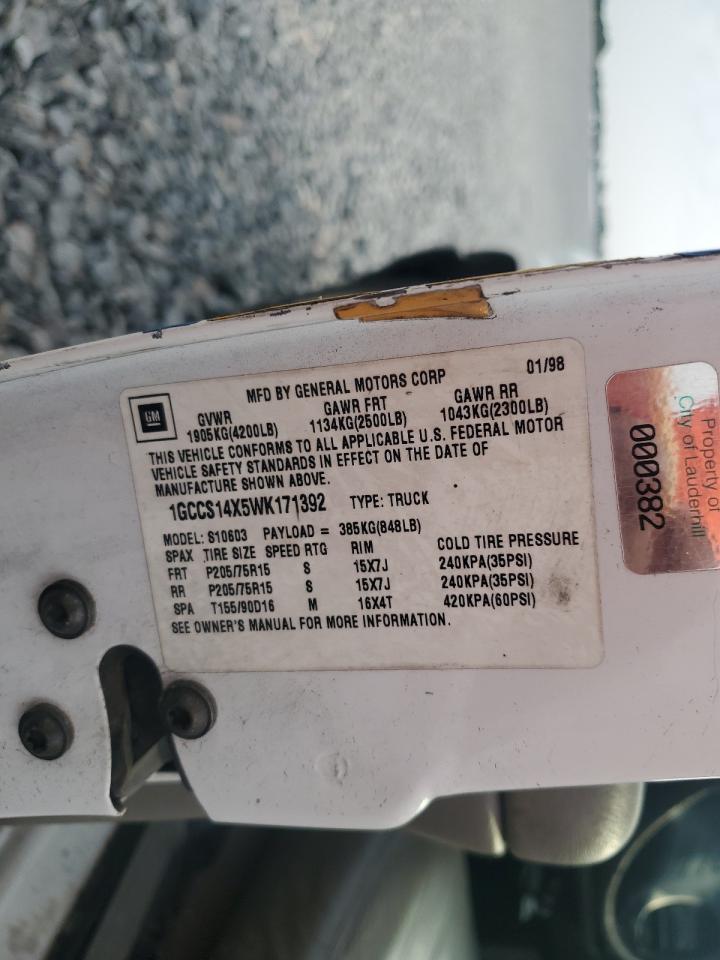 MFD BY GENERAL MOTORS CORP 01/98
GM
GVWR GAWR FRT GAWR RR
1905KG(4200LB) 1134KG(2500LB) 1043KG(2300LB)
THIS VEHICLE CONFORMS TO ALL APPLICABLE U.S. FEDERAL MOTOR
VEHICLE SAFETY STANDARDS IN EFFECT ON THE DATE OF
MANUFACTURE SHOWN ABOVE.
1GCCS14X5WK171392 TYPE: TRUCK
MODEL: S10603 PAYLOAD = 385KG(848LB)
SPAX TIRE SIZE SPEED RTG RIM COLD TIRE PRESSURE
FRT P205/75R15 S 15X7J 240KPA(35PSI)
RR P205/75R15 S 15X7J 240KPA(35PSI)
SPA T155/90D16 M 16X4T 420KPA(60PSI)
SEE OWNER'S MANUAL FOR MORE INFORMATION.
Property of
City of Lauderhill
000382